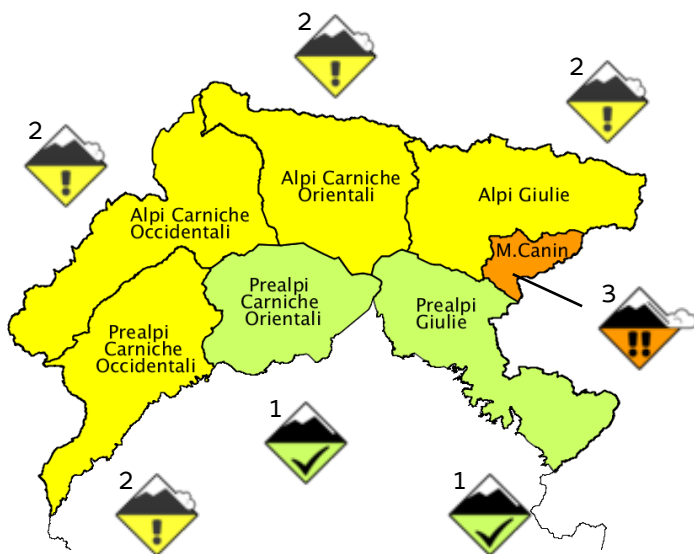 2
2
2
Alpi Carniche
Orientali
Alpi Giulie
Alpi Carniche
Occidentali
M.Canin
Prealpi
Carniche
Orientali
3
Prealpi
Giulie
Prealpi
Carniche
Occidentali
1
2
1